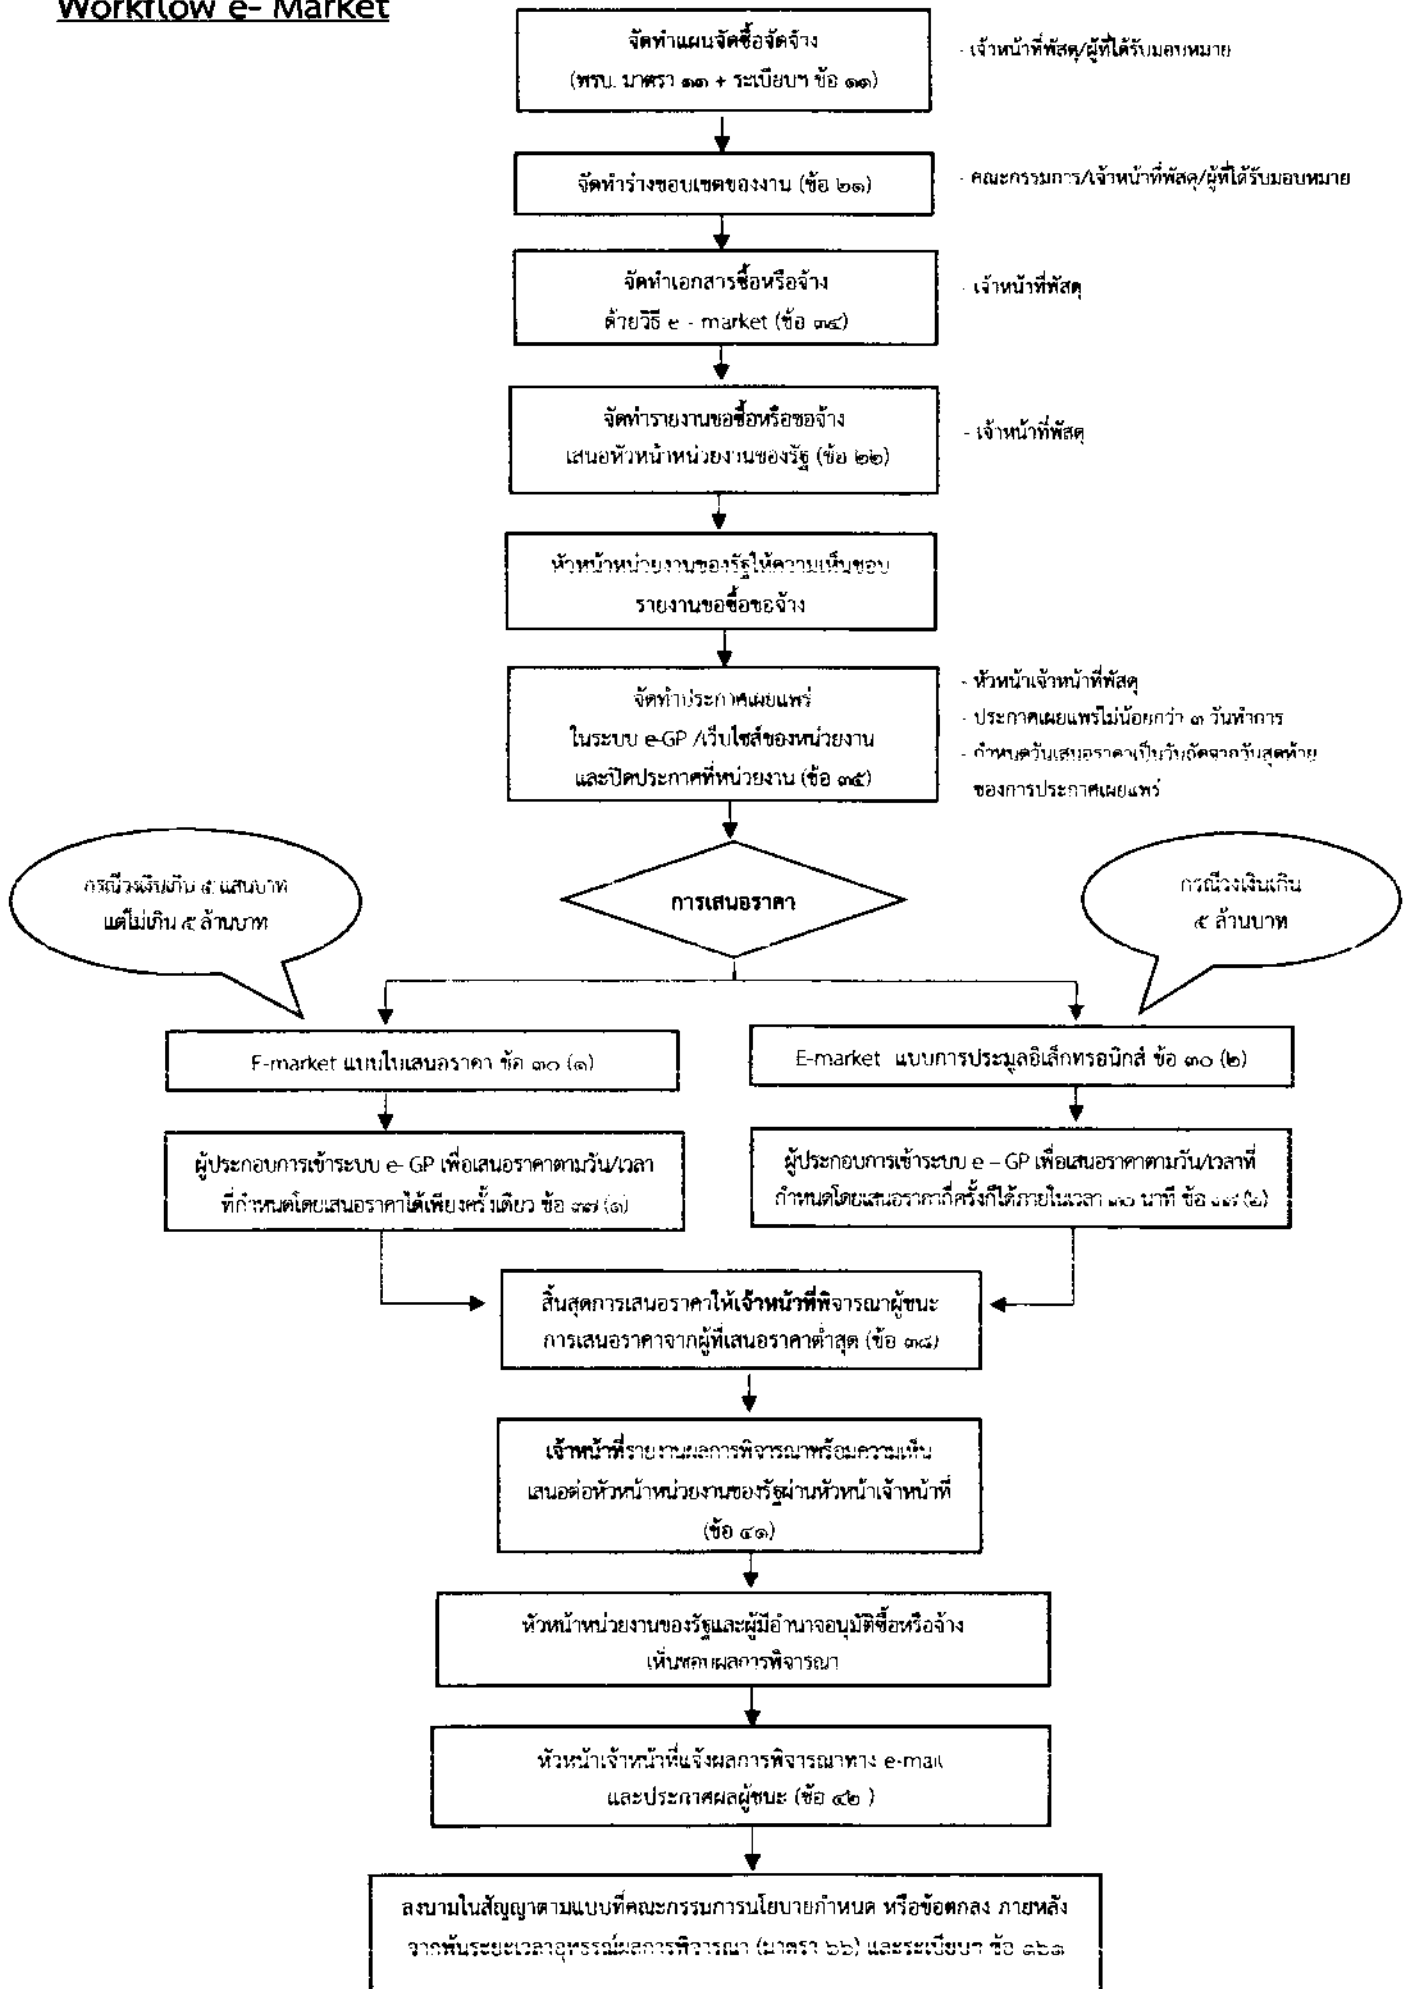 Workflow e- Market
จัดทำแผนจัดซื้อจัดจ้าง
(พรบ. มาตรา ๑๑ + ระเบียบฯ ข้อ ๑๑)
- เจ้าหน้าที่พัสดุ/ผู้ที่ได้รับมอบหมาย
จัดทำร่างขอบเขตของงาน (ข้อ ๒๑)
- คณะกรรมการ/เจ้าหน้าที่พัสดุ/ผู้ที่ได้รับมอบหมาย
จัดทำเอกสารซื้อหรือจ้าง
ด้วยวิธี e - market (ข้อ ๓๔)
- เจ้าหน้าที่พัสดุ
จัดทำรายงานขอซื้อหรือขอจ้าง
เสนอหัวหน้าหน่วยงานของรัฐ (ข้อ ๒๒)
- เจ้าหน้าที่พัสดุ
หัวหน้าหน่วยงานของรัฐให้ความเห็นชอบ
รายงานขอซื้อขอจ้าง
จัดทำประกาศเผยแพร่
ในระบบ e-GP /เว็บไซส์ของหน่วยงาน
และปิดประกาศที่หน่วยงาน (ข้อ ๓๕)
- หัวหน้าเจ้าหน้าที่พัสดุ
- ประกาศเผยแพร่ไม่น้อยกว่า ๓ วันทำการ
- กำหนดวันเสนอราคาเป็นวันถัดจากวันสุดท้าย
ของการประกาศเผยแพร่
กรณีวงเงินเกิน ๕ แสนบาท
แต่ไม่เกิน ๕ ล้านบาท
การเสนอราคา
กรณีวงเงินเกิน
๕ ล้านบาท
E-market แบบใบเสนอราคา ข้อ ๓๐ (๑)
E-market แบบการประมูลอิเล็กทรอนิกส์ ข้อ ๓๐ (๒)
ผู้ประกอบการเข้าระบบ e- GP เพื่อเสนอราคาตามวัน/เวลา
ที่กำหนดโดยเสนอราคาได้เพียงครั้งเดียว ข้อ ๓๗ (๑)
ผู้ประกอบการเข้าระบบ e – GP เพื่อเสนอราคาตามวัน/เวลาที่
กำหนดโดยเสนอราคากี่ครั้งก็ได้ภายในเวลา ๓๐ นาที ข้อ ๓๗ (๒)
สิ้นสุดการเสนอราคาให้เจ้าหน้าที่พิจารณาผู้ชนะ
การเสนอราคาจากผู้ที่เสนอราคาต่ำสุด (ข้อ ๓๘)
เจ้าหน้าที่รายงานผลการพิจารณาพร้อมความเห็น
เสนอต่อหัวหน้าหน่วยงานของรัฐผ่านหัวหน้าเจ้าหน้าที่
(ข้อ ๔๑)
หัวหน้าหน่วยงานของรัฐและผู้มีอำนาจอนุมัติซื้อหรือจ้าง
เห็นชอบผลการพิจารณา
หัวหน้าเจ้าหน้าที่แจ้งผลการพิจารณาทาง e-mail
และประกาศผลผู้ชนะ (ข้อ ๔๒ )
ลงนามในสัญญาตามแบบที่คณะกรรมการนโยบายกำหนด หรือข้อตกลง ภายหลัง
จากพ้นระยะเวลาอุทธรณ์ผลการพิจารณา (มาตรา ๖๖) และระเบียบฯ ข้อ ๑๖๑